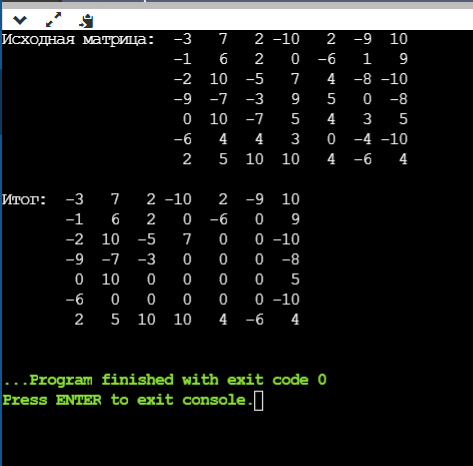 Исходная матрица:  -3   7   2 -10   2  -9  10
                   -1   6   2   0  -6   1   9
                   -2  10  -5   7   4  -8 -10
                   -9  -7  -3   9   5   0  -8
                    0  10  -7   5   4   3   5
                   -6   4   4   3   0  -4 -10
                    2   5  10  10   4  -6   4
Итог:  -3   7   2 -10   2  -9  10
       -1   6   2   0  -6   0   9
       -2  10  -5   7   0   0 -10
       -9  -7  -3   0   0   0  -8
        0  10   0   0   0   0   5
       -6   0   0   0   0   0 -10
        2   5  10  10   4  -6   4
...Program finished with exit code 0
Press ENTER to exit console.